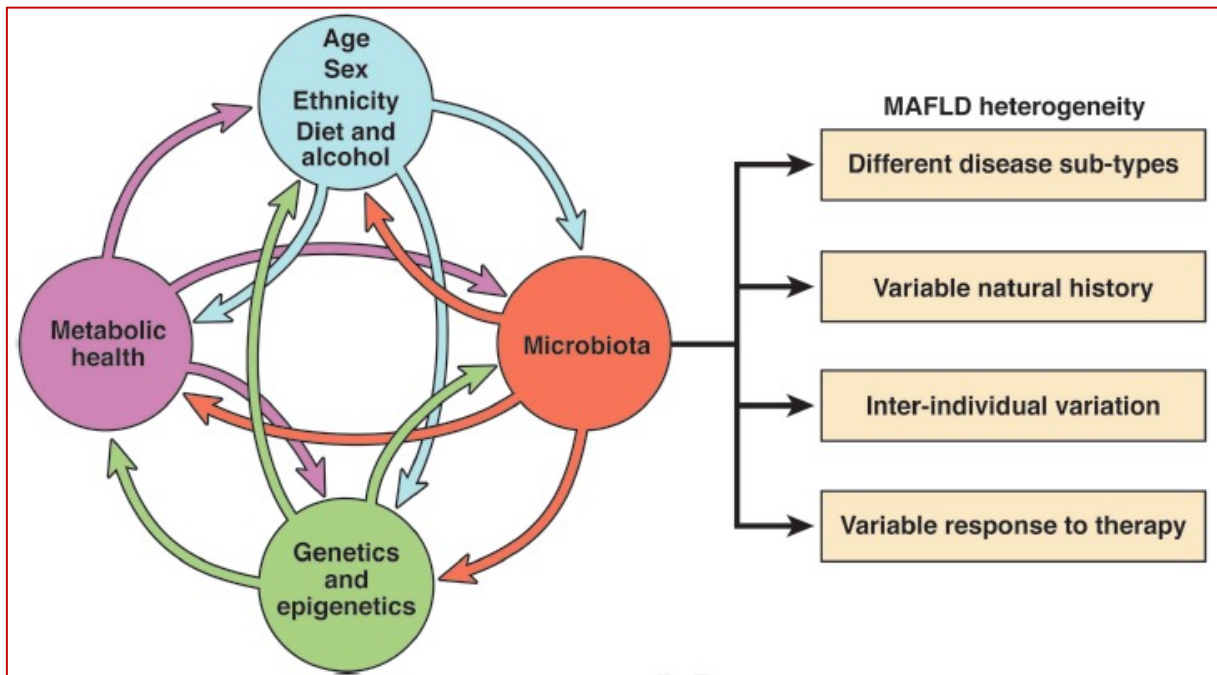 Age
Sex
Ethnicity
Diet and
alcohol
Metabolic
health
Microbiota
Genetics
and
epigenetics
MAFLD heterogeneity
Different disease sub-types
Variable natural history
Inter-individual variation
Variable response to therapy